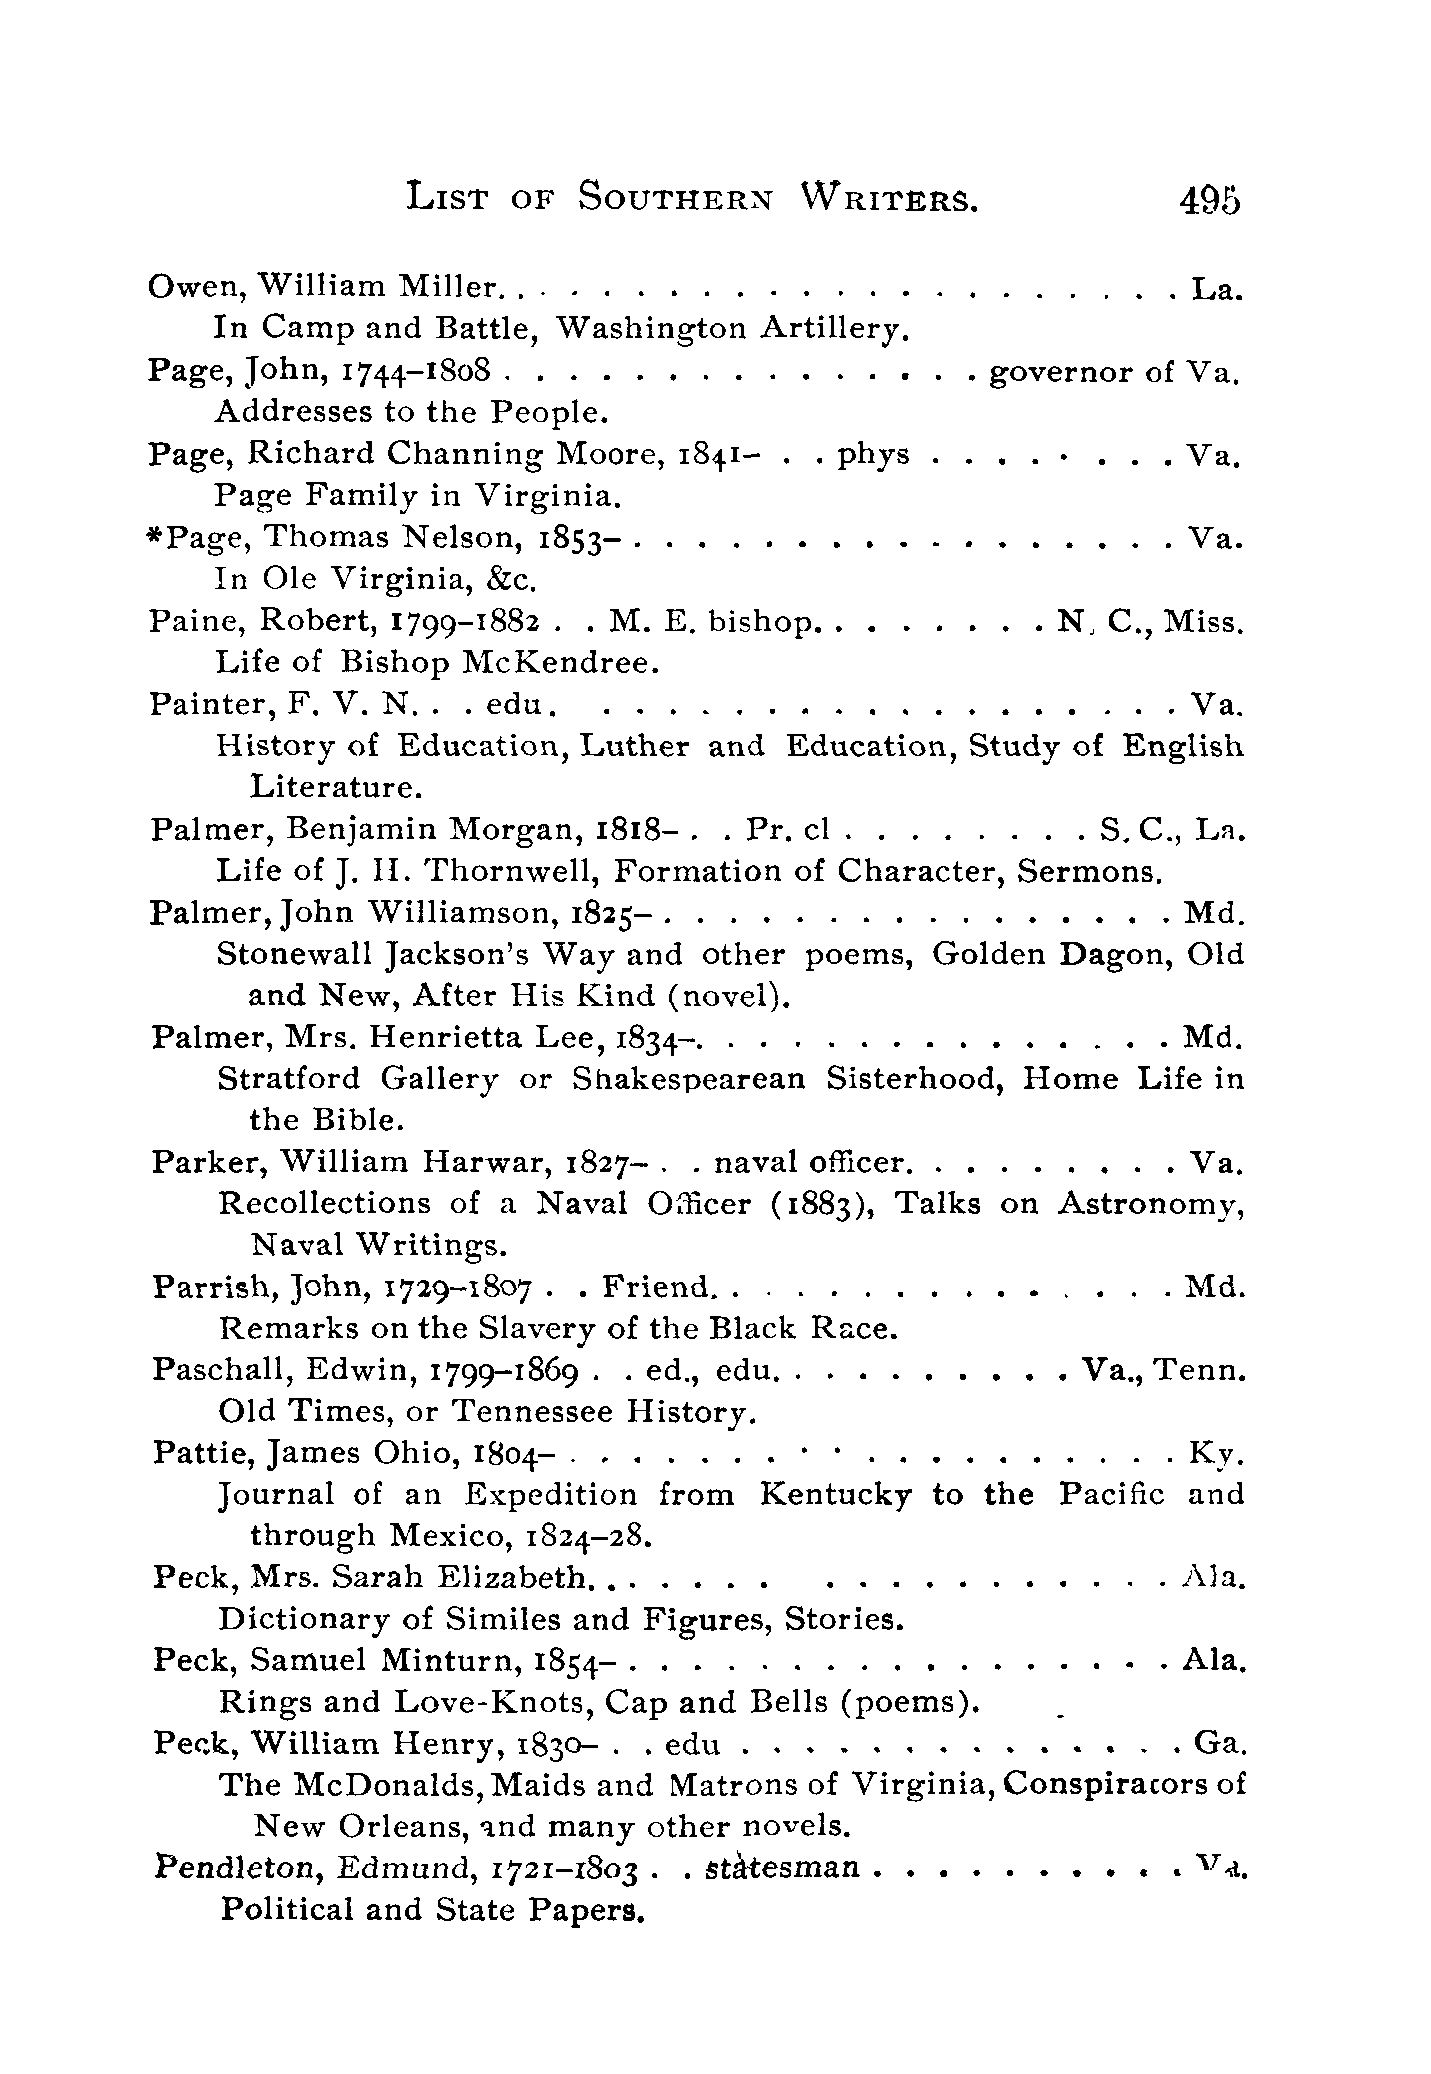 LIST OF SOUTHERN WRITERS. 495
Owen, William Miller. . . . . . . . . . . . . . . . . . . . . . La.
In Camp and Battle, Washington Artillery.
Page, John, 1744–1808 . . . . . . . . . . . . . . . governor of Va.
Addresses to the People.
Page, Richard Channing Moore, 1841– . . phys . . . . . . . . Va.
Page Family in Virginia.
*Page, Thomas Nelson, 1853– . . . . . . . . . . . . . . . . . Va.
In Ole Virginia, &c.
Paine, Robert, 1799–1882 . . M. E. bishop. . . . . . . . N. C., Miss.
Life of Bishop McKendree.
Painter, F. V. N. . . edu. . . . . . . . . . . . . . . . . . . Va.
History of Education, Luther and Education, Study of English
Literature.
Palmer, Benjamin Morgan, 1818– . . Pr. cl . . . . . . . . S. C., La.
Life of J. H. Thornwell, Formation of Character, Sermons.
Palmer, John Williamson, 1825– . . . . . . . . . . . . . . . . Md.
Stonewall Jackson's Way and other poems, Golden Dagon, Old
and New, After His Kind (novel).
Palmer, Mrs. Henrietta Lee, 1834–. . . . . . . . . . . . . . . Md.
Stratford Gallery or Shakespearean Sisterhood, Home Life in
the Bible.
Parker, William Harwar, 1827– . . naval officer. . . . . . . . . Va.
Recollections of a Naval Officer (1883), Talks on Astronomy,
Naval Writings.
Parrish, John, 1729–1807 . . Friend. . . . . . . . . . . . . . . Md.
Remarks on the Slavery of the Black Race.
Paschall, Edwin, 1799–1869 . . ed., edu. . . . . . . . . . Va., Tenn.
Old Times, or Tennessee History.
Pattie, James Ohio, 1804– . . . . . . . . . . . . . . . . . . . Ky.
Journal of an Expedition from Kentucky to the Pacific and
through Mexico, 1824–28.
Peck, Mrs. Sarah Elizabeth. . . . . . . . . . . . . . . . . . Ala.
Dictionary of Similes and Figures, Stories.
Peck, Samuel Minturn, 1854– . . . . . . . . . . . . . . . . . Ala.
Rings and Love-Knots, Cap and Bells (poems).
Peck, William Henry, 1830– . . edu . . . . . . . . . . . . . . Ga.
The McDonalds, Maids and Matrons of Virginia, Conspirators of
New Orleans, and many other novels.
Pendleton, Edmund, 1721–1803 . . statesman . . . . . . . . . . Va.
Political and State Papers.